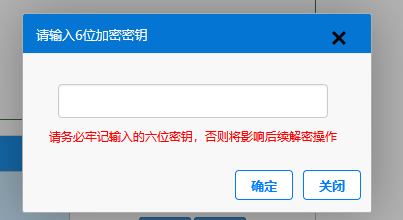 请输入6位加密密钥
请务必牢记输入的六位密钥，否则将影响后续解密操作
确定 关闭